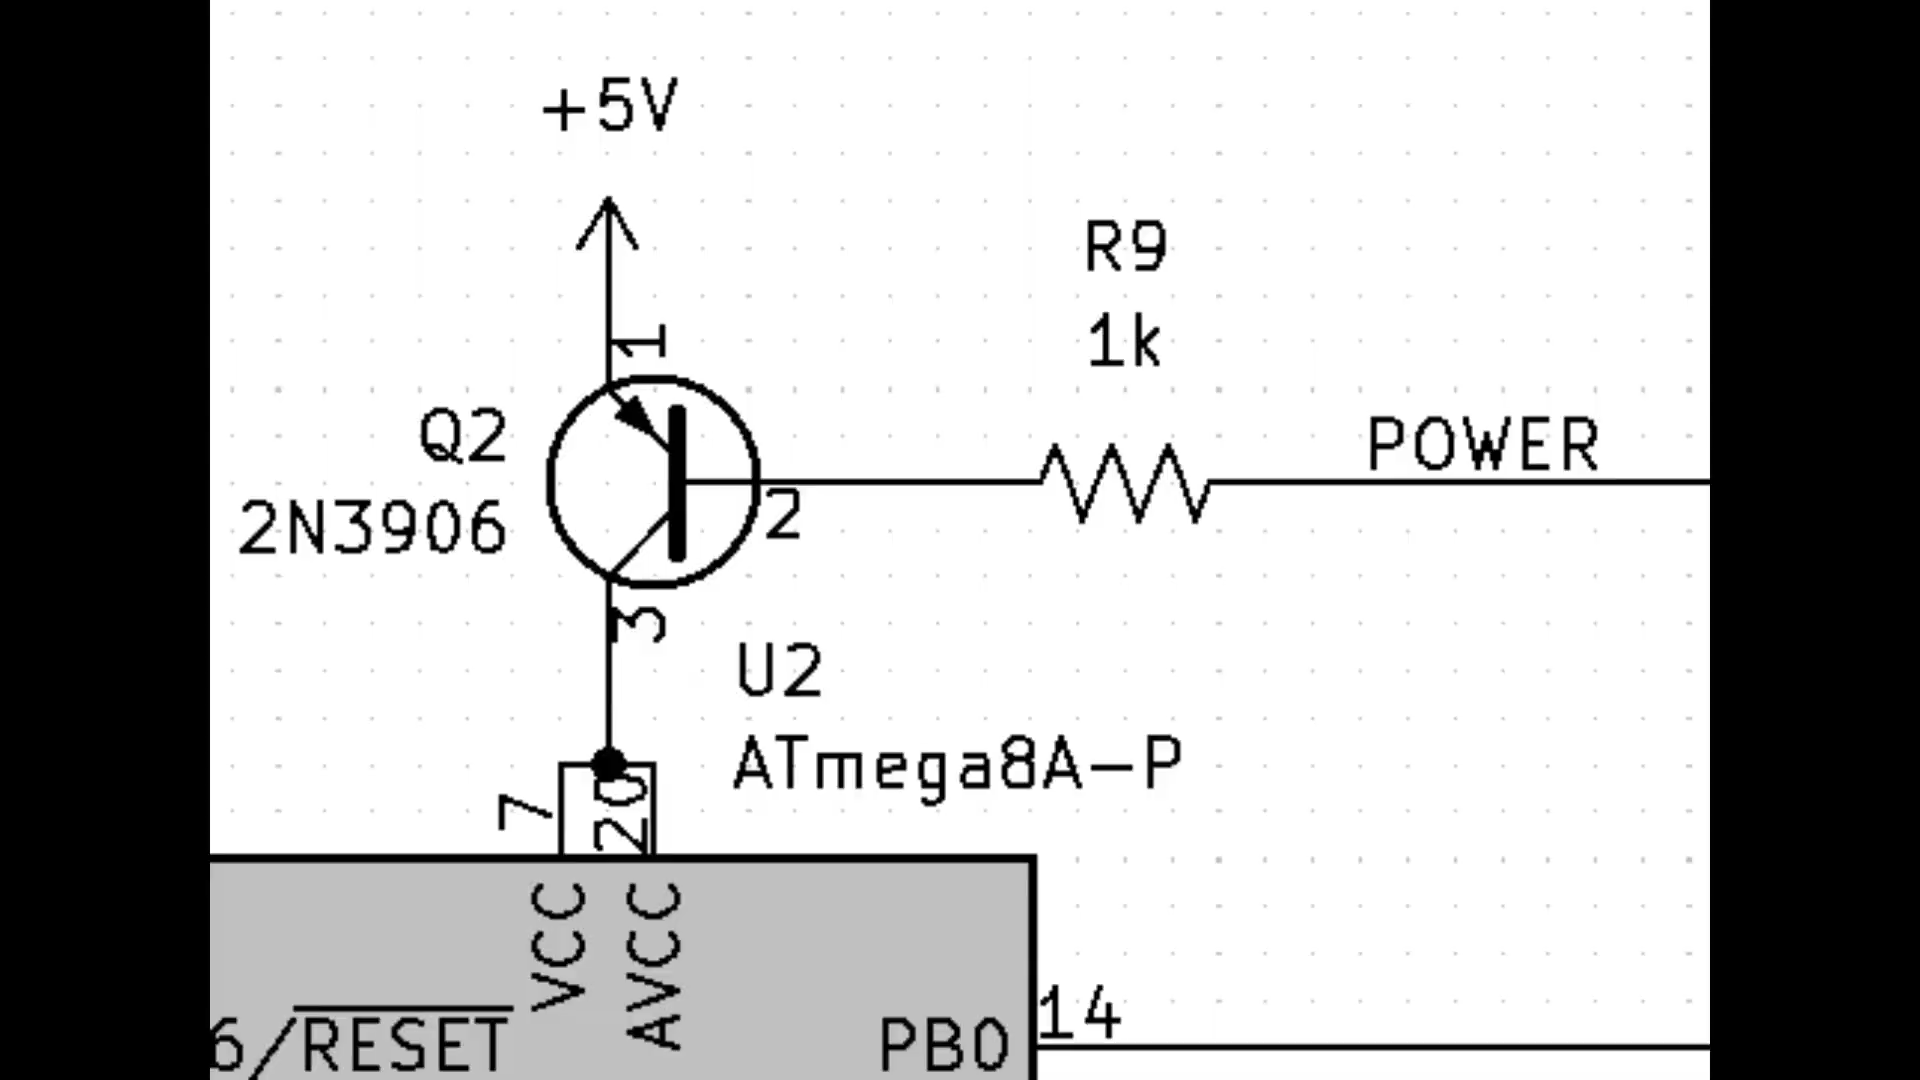 +5V
R9
1k
1
Q2
POWER
2N3906
2
3
U2
ATmega8A-P
7
20
VCC
AVCC
14
6/RESET
PB0